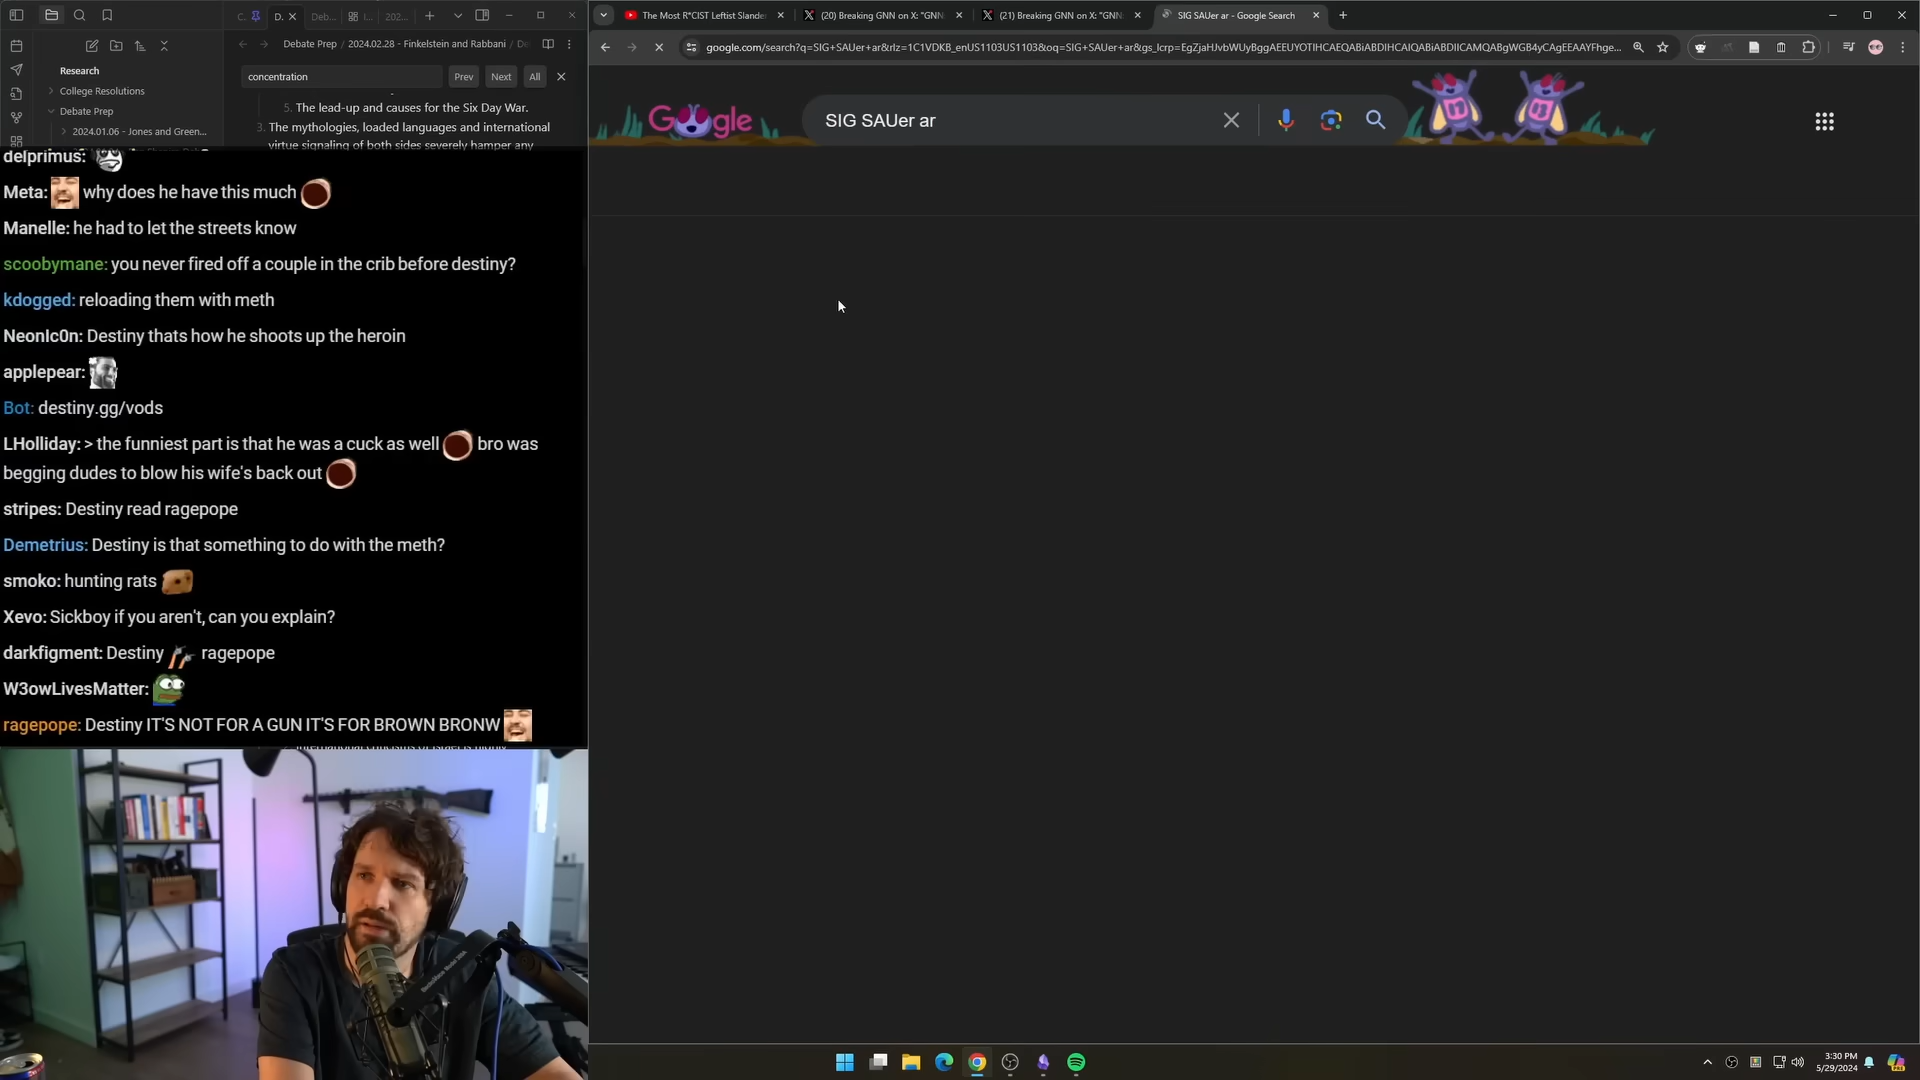 The Most R*CIST Leftist Slander
(20) Breaking GNN on X: "GNN
(21) Breaking GNN on X: "GNN
SIG SAUer ar - Google Search
Debate Prep / 2024.02.28 - Finkelstein and Rabbani /
google.com/search?q=SIG+SAUer+ar&rlz=1C1VDKB_enUS1103US1103&oq=SIG+SAUer+ar&gs_lcrp=EgZjaHJvbWUyBggAEEUYOTIHCAEQABiABDIHCAIQABiABDIICAMQABgWGB4yCAgEEAAYFhge...
Research
College Resolutions
Debate Prep
2024.01.06 - Jones and Green...
concentration
Prev
Next
All
5. The lead-up and causes for the Six Day War.
3. The mythologies, loaded languages and international
virtue signaling of both sides severely hamper any
Google
SIG SAUer ar
delprimus:
Meta: why does he have this much
Manelle: he had to let the streets know
scoobymane: you never fired off a couple in the crib before destiny?
kdogged: reloading them with meth
NeonIc0n: Destiny thats how he shoots up the heroin
applepear:
Bot: destiny.gg/vods
LHolliday: > the funniest part is that he was a cuck as well bro was
begging dudes to blow his wife's back out
stripes: Destiny read ragepope
Demetrius: Destiny is that something to do with the meth?
smoko: hunting rats
Xevo: Sickboy if you aren't, can you explain?
darkfigment: Destiny ragepope
W3owLivesMatter:
ragepope: Destiny IT'S NOT FOR A GUN IT'S FOR BROWN BRONW
3:30 PM
5/29/2024